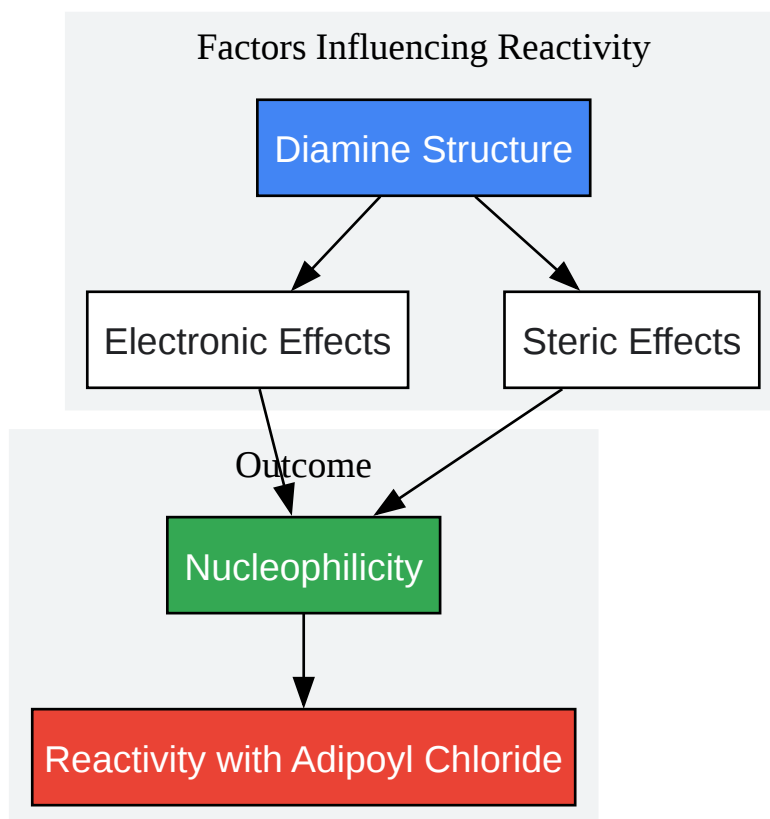 Factors Influencing Reactivity
Diamine Structure
Electronic Effects
Steric Effects
Outcome
Nucleophilicity
Reactivity with Adipoyl Chloride